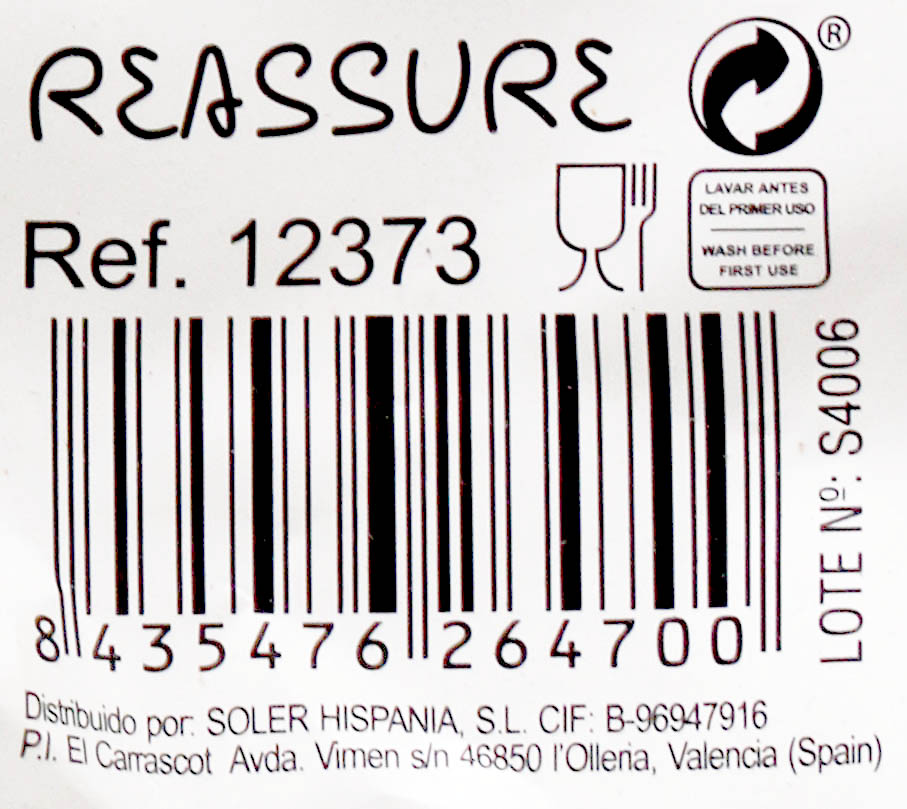 REASSURE
®
LAVAR ANTES
DEL PRIMER USO
WASH BEFORE
FIRST USE
Ref. 12373
8 435476 264700
LOTE Nº: S4006
Distribuido por: SOLER HISPANIA, S.L. CIF: B-96947916
P.I. El Carrascot Avda. Vimen s/n 46850 l'Olleria, Valencia (Spain)